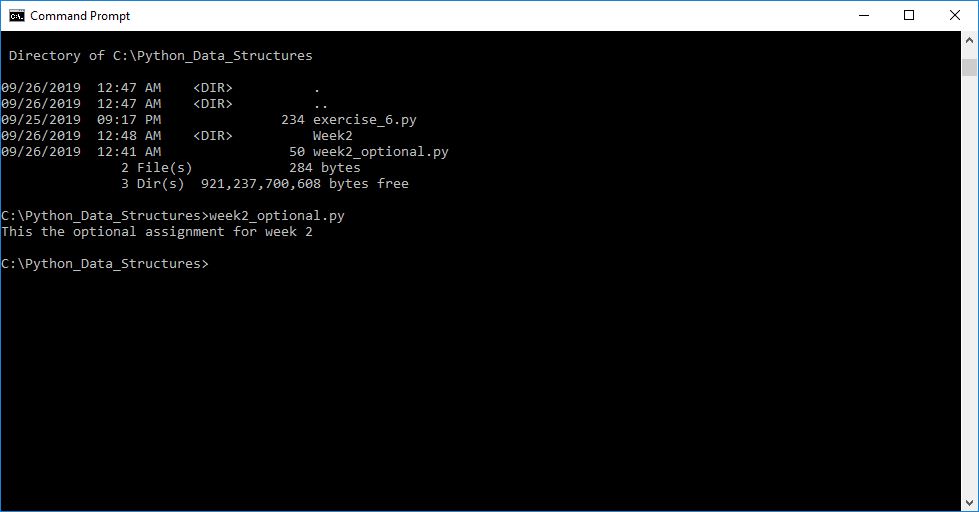 Command Prompt
Directory of C:\Python_Data_Structures
09/26/2019  12:47 AM    <DIR>          .
09/26/2019  12:47 AM    <DIR>          ..
09/25/2019  09:17 PM               234 exercise_6.py
09/26/2019  12:48 AM    <DIR>          Week2
09/26/2019  12:41 AM                50 week2_optional.py
2 File(s)            284 bytes
3 Dir(s)  921,237,700,608 bytes free
C:\Python_Data_Structures>week2_optional.py
This the optional assignment for week 2
C:\Python_Data_Structures>